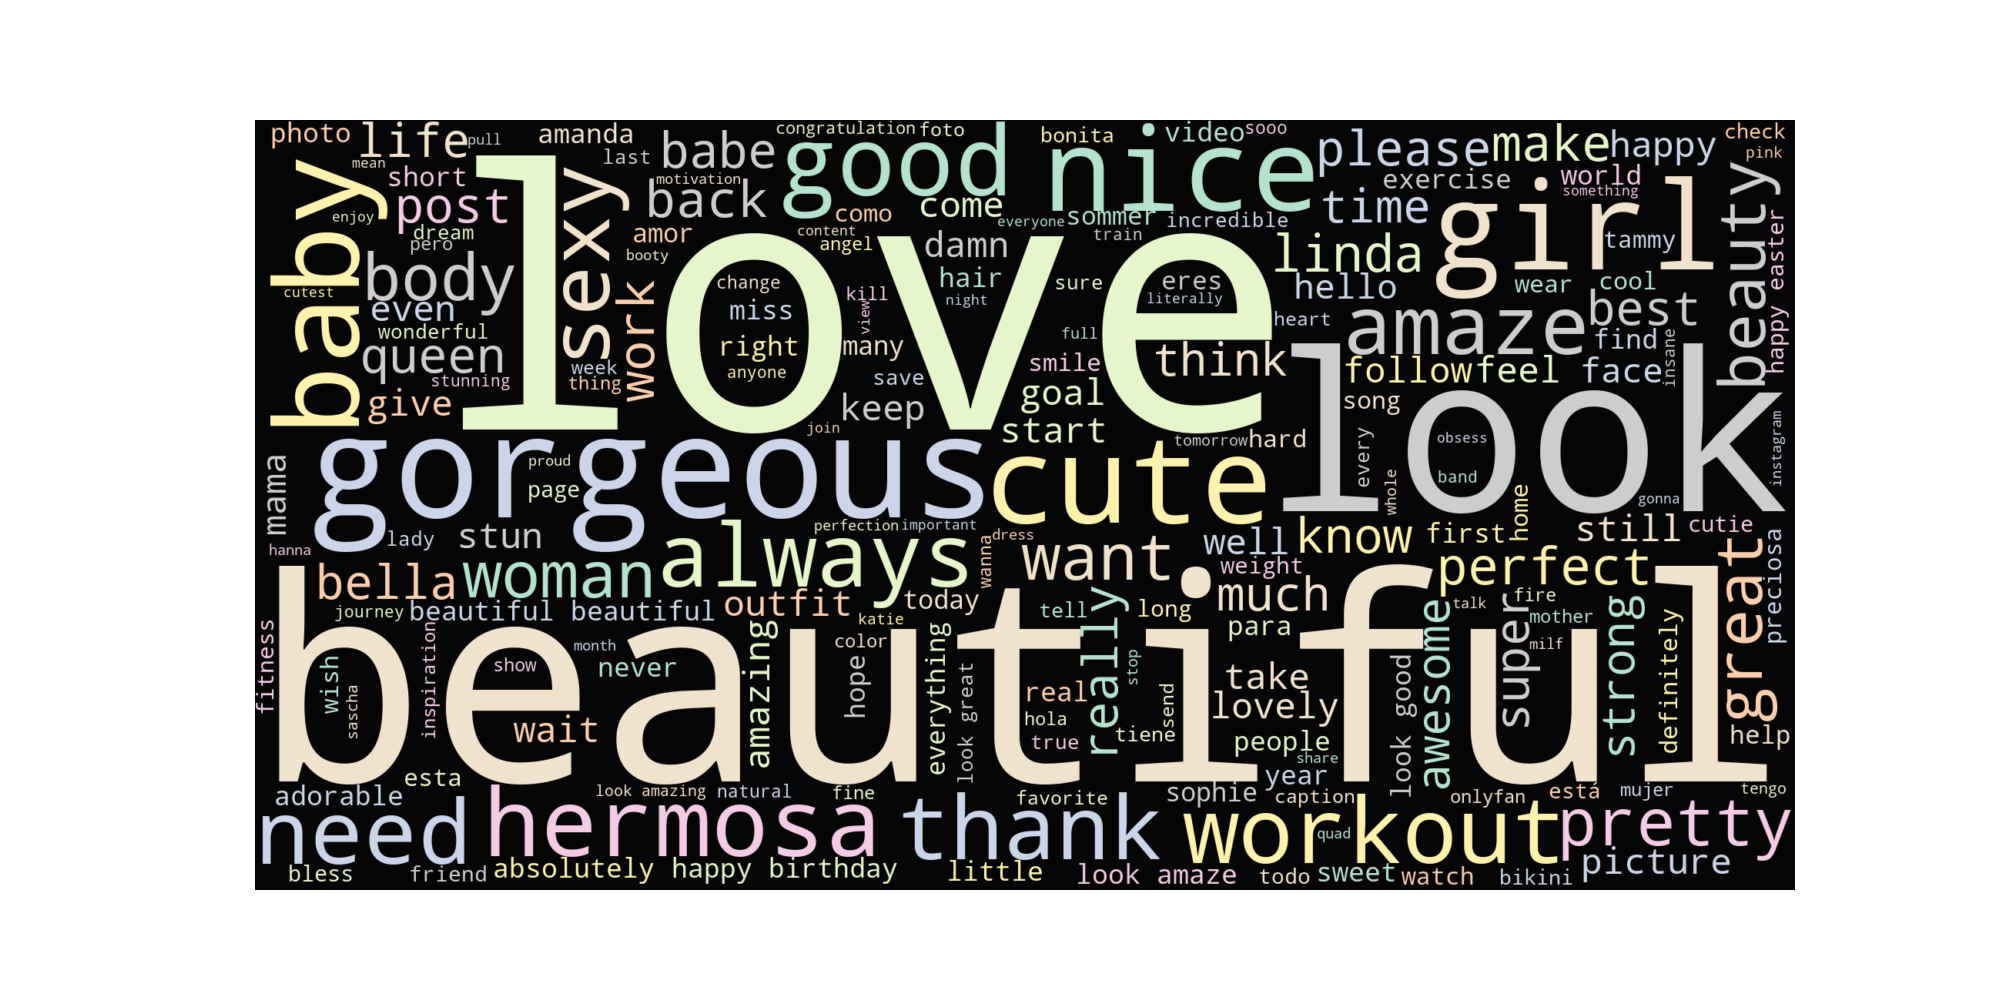 photo
life
pull
amanda
last
babe
congratulation
foto
good
nice
bonita
video
sooo
please
make
happy
check
pink
mean
short
post
enjoy
dream
pero
baby
love
sexy
motivation
back
amor
booty
work
como
come
content
angel
everyone
sommer
train
incredible
damn
exercise
time
world
something
girl
tammy
beauty
happy easter
cutest
body
even
wonderful
queen
stunning
give
week
thing
change
miss
right
anyone
kill
view
many
save
keep
join
hair
night
sure
full
smile
goal
start
eres
literally
linda
hello
heart
think
amaze
wear
cool
best
find
insane
follow
feel
face
song
look
tomorrow
hard
every
obsess
band
whole
gonna
instagram
mama
gorgeous
proud
page
cute
hanna
lady
stun
perfection
important
always
wanna
dress
want
well
weight
know
first
home
still
cutie
perfect
great
preciosa
bella
woman
journey
beautiful beautiful
outfit
today
katie
color
tell
long
much
para
talk
fire
mother
milf
super
strong
definitely
fitness
beautiful
wish
sascha
inspiration
show
month
never
wait
amazing
hope
everything
look great
real
hola
true
really
stop
tiene
send
take
lovely
people
share
year
look good
awesome
help
esta
adorable
need
hermosa
look amazing
natural
fine
thank
favorite
sophie
caption
workout
quad
onlyfan
está
mujer
tengo
pretty
picture
bless
friend
absolutely
happy birthday
little
look amaze
todo
sweet
watch
bikini